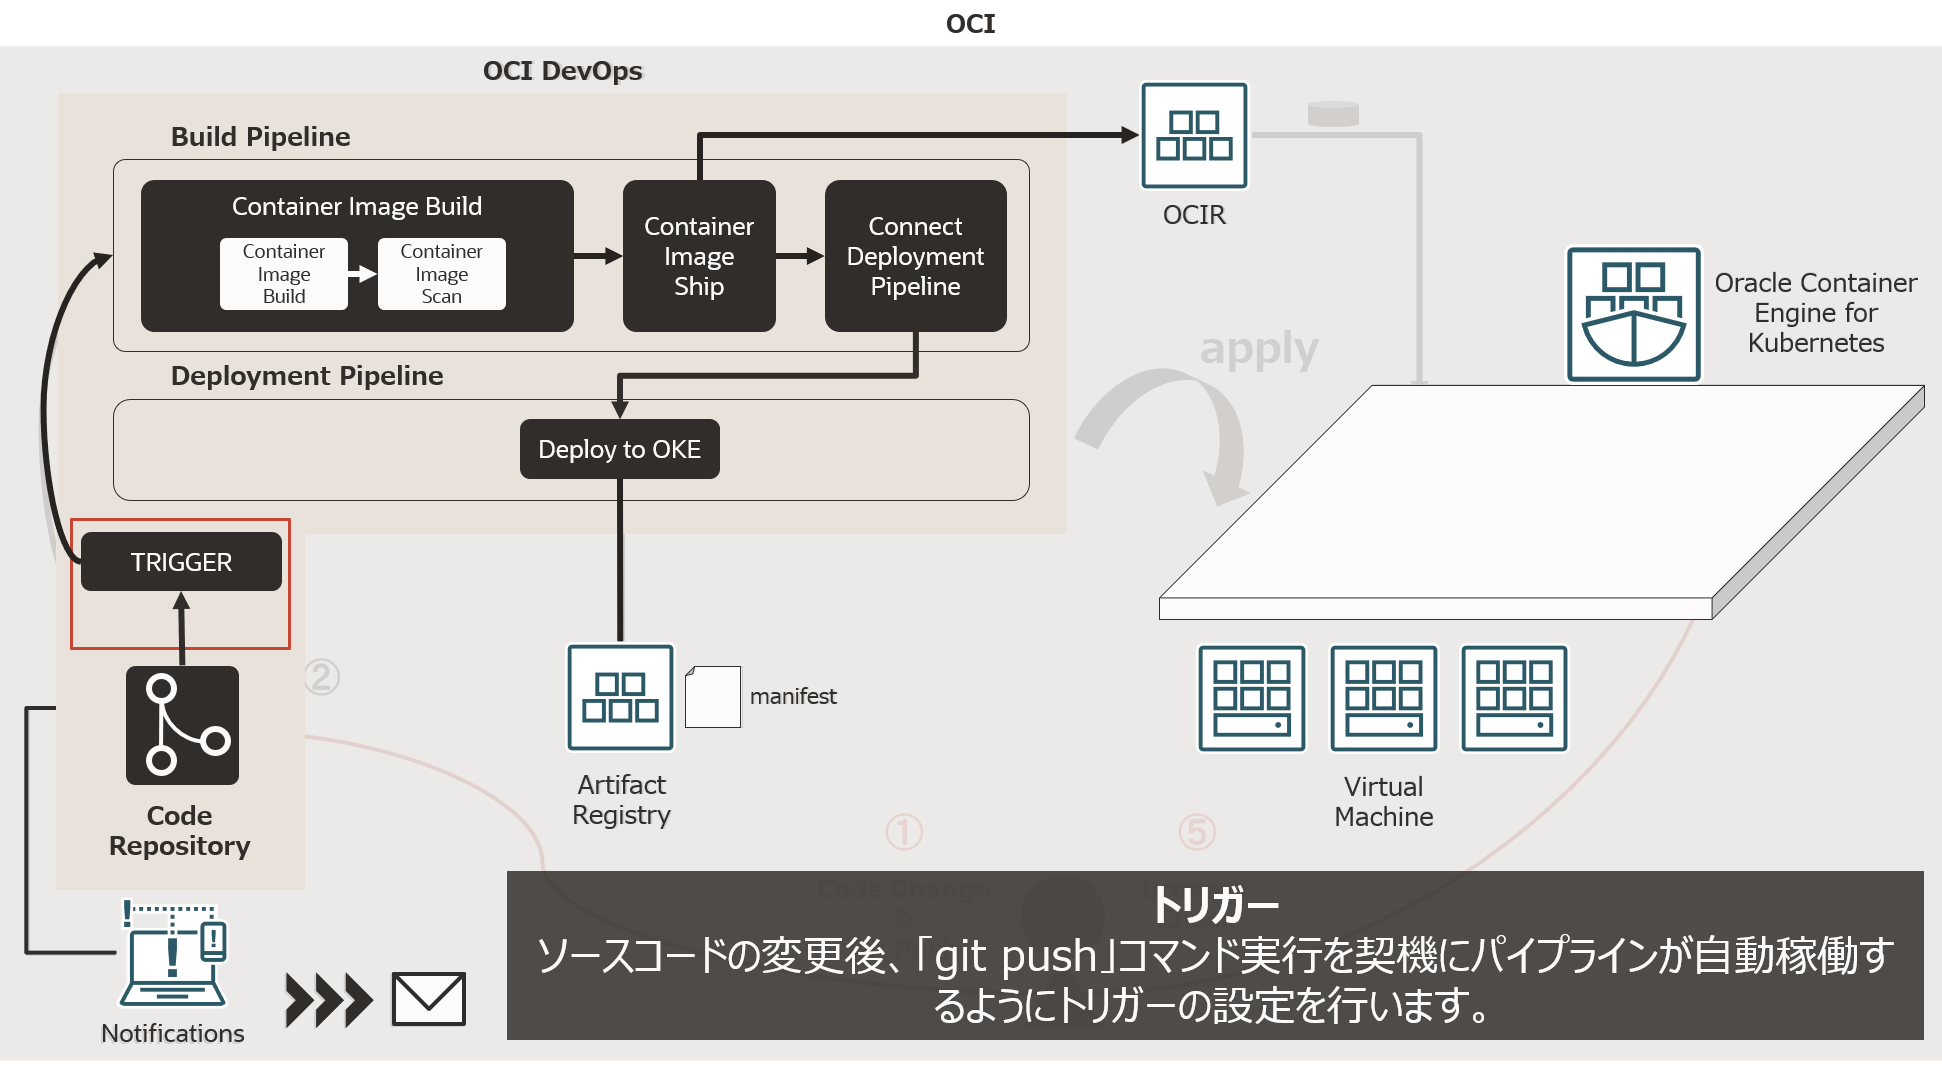 OCI
OCI DevOps
Build Pipeline
Container Image Build
Container
Image
Build
Container
Image
Scan
Container
Image
Ship
Connect
Deployment
Pipeline
OCIR
Oracle Container
Engine for
Kubernetes
apply
Deployment Pipeline
Deploy to OKE
TRIGGER
②
manifest
Code
Repository
Artifact
Registry
Virtual
Machine
①
⑤
Code Change
&
トリガー
ソースコードの変更後、「git push」コマンド実行を契機にパイプラインが自動稼働す
るようにトリガーの設定を行います。
Notifications